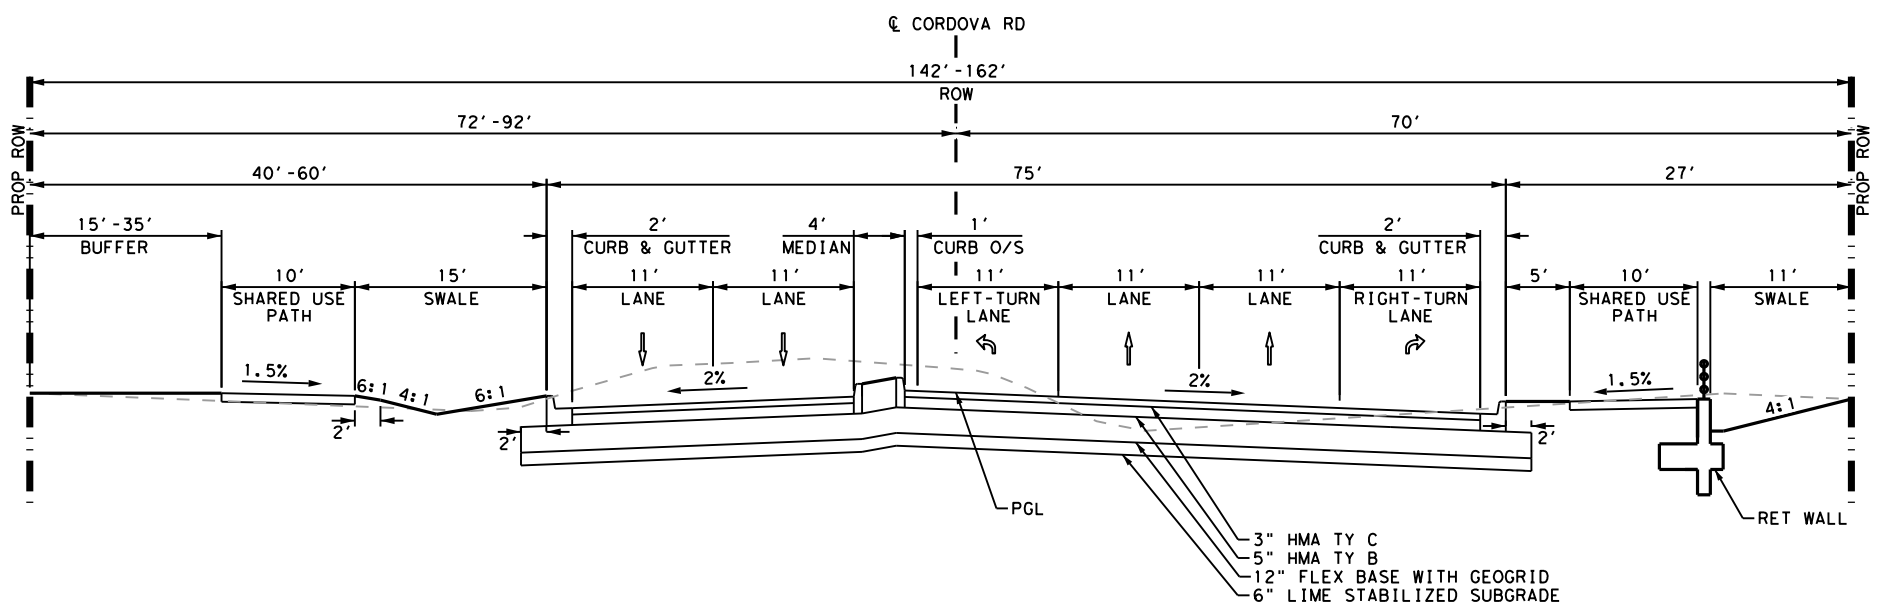 ℄ CORDOVA RD
142'-162'
ROW
72'-92'
70'
PROP ROW
PROP ROW
40'-60'
75'
27'
15'-35'
BUFFER
2'
CURB & GUTTER
4'
MEDIAN
1'
CURB O/S
2'
CURB & GUTTER
10'
SHARED USE
PATH
15'
SWALE
11'
LANE
11'
LANE
11'
LEFT-TURN
LANE
11'
LANE
11'
LANE
11'
RIGHT-TURN
LANE
5'
10'
SHARED USE
PATH
11'
SWALE
1.5%
6:1
4:1
6:1
2%
2%
1.5%
4:1
2'
2'
2'
PGL
RET WALL
3" HMA TY C
5" HMA TY B
12" FLEX BASE WITH GEOGRID
6" LIME STABILIZED SUBGRADE